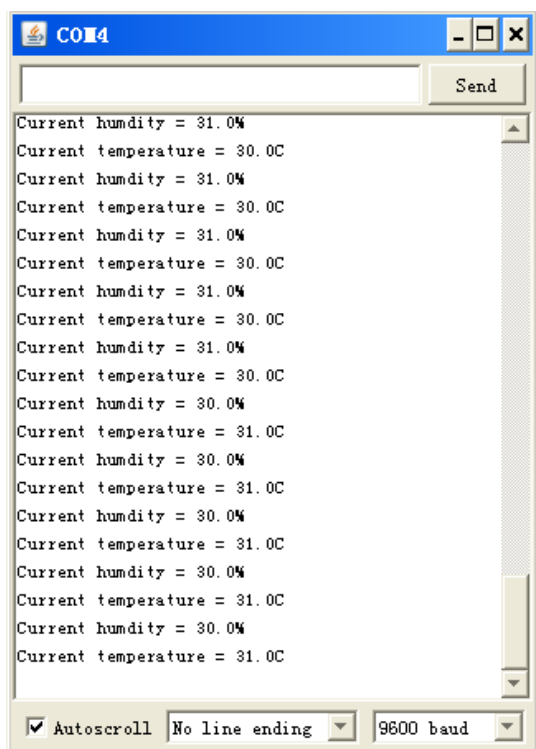 COM4
Send
Current humdity = 31.0%
Current temperature = 30.0C
Current humdity = 31.0%
Current temperature = 30.0C
Current humdity = 31.0%
Current temperature = 30.0C
Current humdity = 31.0%
Current temperature = 30.0C
Current humdity = 31.0%
Current temperature = 30.0C
Current humdity = 30.0%
Current temperature = 31.0C
Current humdity = 30.0%
Current temperature = 31.0C
Current humdity = 30.0%
Current temperature = 31.0C
Current humdity = 30.0%
Current temperature = 31.0C
Current humdity = 30.0%
Current temperature = 31.0C
Autoscroll No line ending 9600 baud